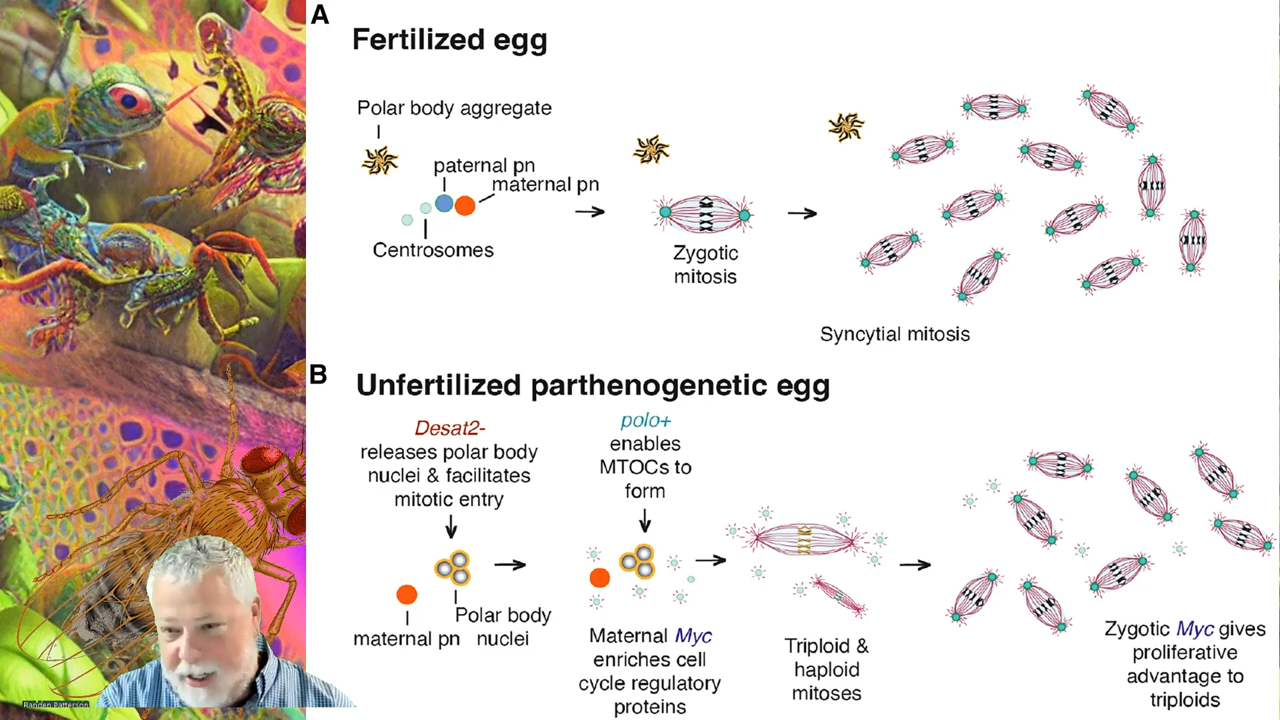 A
Fertilized egg
Polar body aggregate
paternal pn
maternal pn
Centrosomes
Zygotic
mitosis
Syncytial mitosis
B
Unfertilized parthenogenetic egg
Desat2-
releases polar body
nuclei & facilitates
mitotic entry
polo+
enables
MTOCs to
form
maternal pn
Polar body
nuclei
Maternal Myc
enriches cell
cycle regulatory
proteins
Triploid &
haploid
mitoses
Zygotic Myc gives
proliferative
advantage to
triploids
Randen Patterson